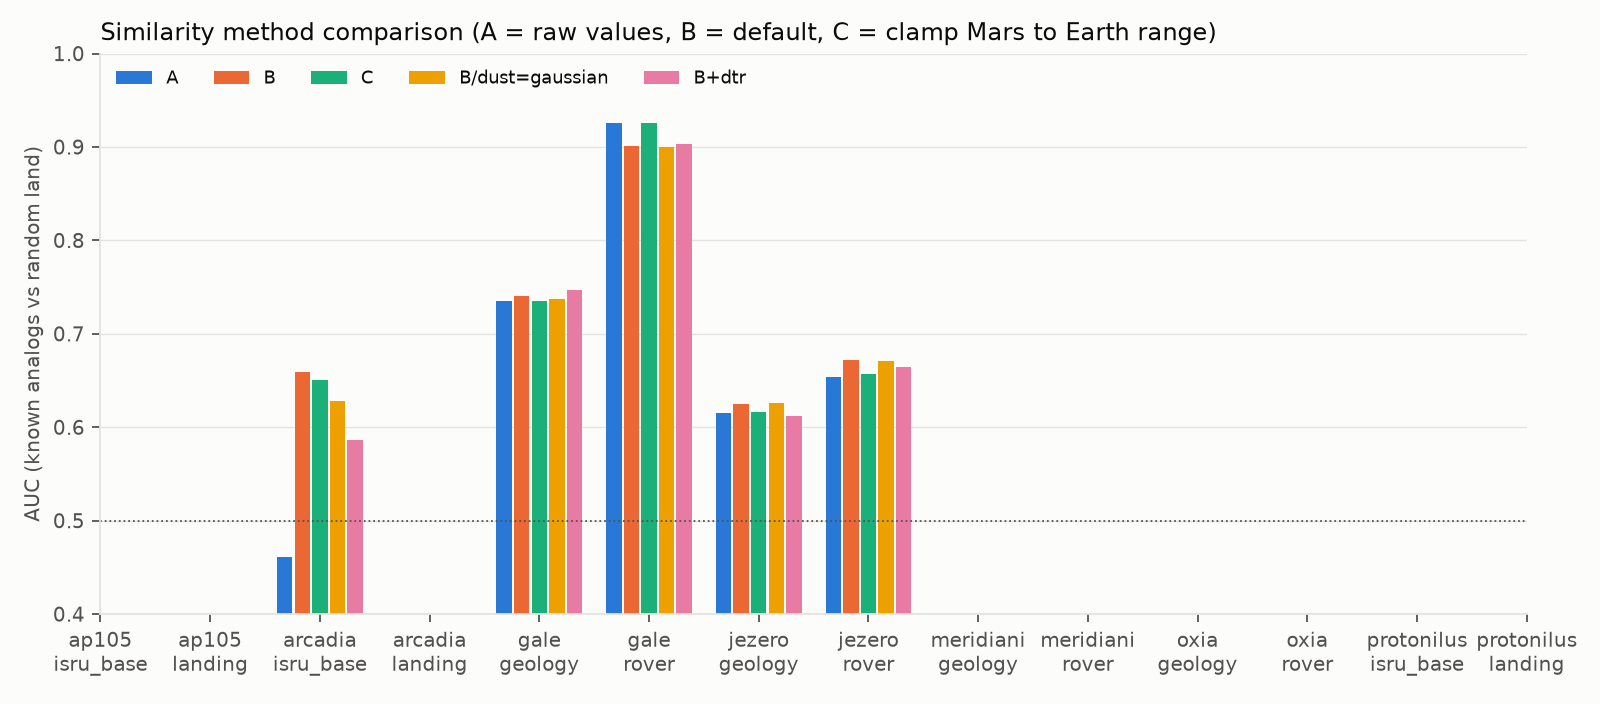 Similarity method comparison (A = raw values, B = default, C = clamp Mars to Earth range)
A B C B/dust=gaussian B+dtr
AUC (known analogs vs random land)
1.0
0.9
0.8
0.7
0.6
0.5
0.4
ap105 isru_base
ap105 landing
arcadia isru_base
arcadia landing
gale geology
gale rover
jezero geology
jezero rover
meridiani geology
meridiani rover
oxia geology
oxia rover
protonilus isru_base
protonilus landing